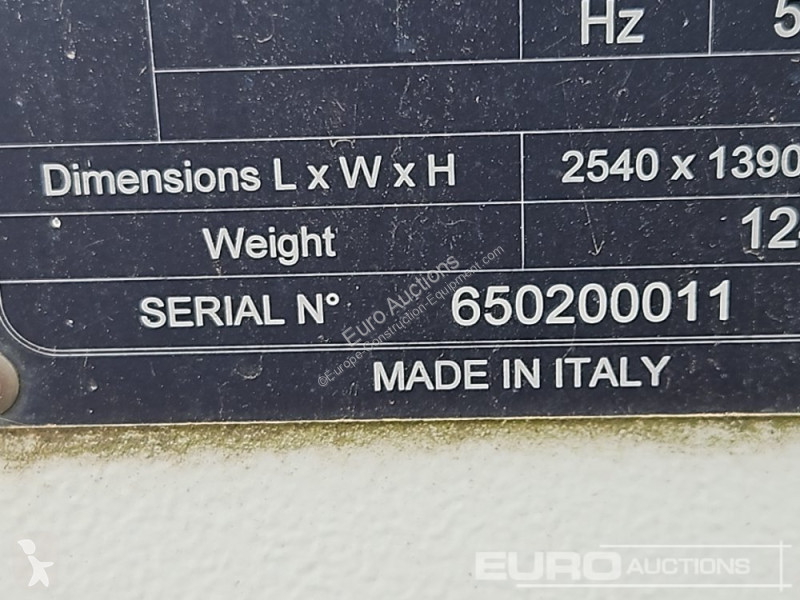 Hz 5
Dimensions L x W x H 2540 x 1390
Weight 12
SERIAL N° 650200011
MADE IN ITALY
Euro Auctions
©Europe-Construction-Equipment.com
EURO AUCTIONS